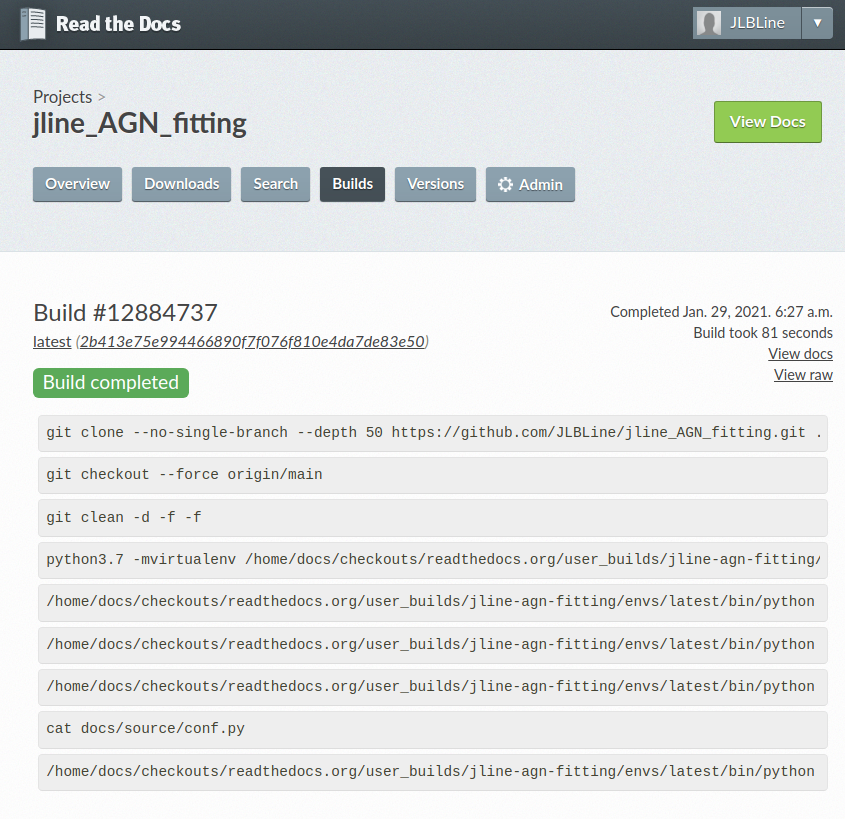 Read the Docs
JLBLine
Projects >
jline_AGN_fitting
View Docs
Overview
Downloads
Search
Builds
Versions
Admin
Build #12884737
latest (2b413e75e994466890f7f076f810e4da7de83e50)
Build completed
Completed Jan. 29, 2021. 6:27 a.m.
Build took 81 seconds
View docs
View raw
git clone --no-single-branch --depth 50 https://github.com/JLBLine/jline_AGN_fitting.git .
git checkout --force origin/main
git clean -d -f -f
python3.7 -mvirtualenv /home/docs/checkouts/readthedocs.org/user_builds/jline-agn-fitting/
/home/docs/checkouts/readthedocs.org/user_builds/jline-agn-fitting/envs/latest/bin/python
/home/docs/checkouts/readthedocs.org/user_builds/jline-agn-fitting/envs/latest/bin/python
/home/docs/checkouts/readthedocs.org/user_builds/jline-agn-fitting/envs/latest/bin/python
cat docs/source/conf.py
/home/docs/checkouts/readthedocs.org/user_builds/jline-agn-fitting/envs/latest/bin/python